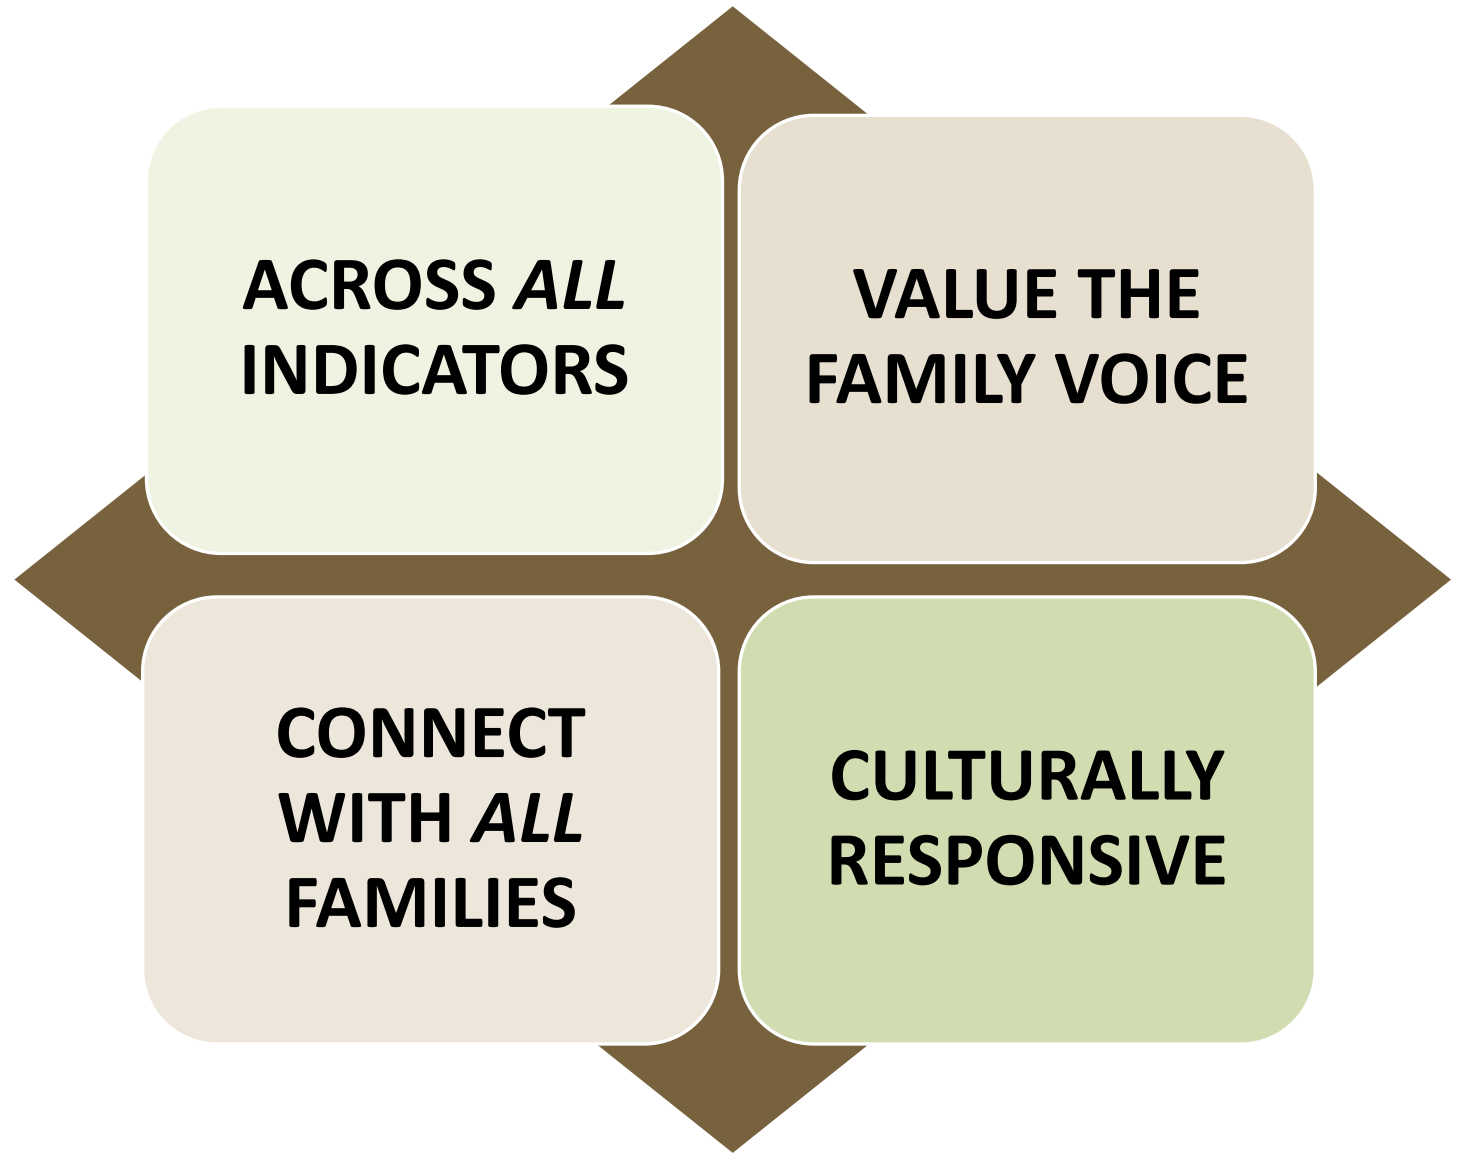 ACROSS ALL
INDICATORS
VALUE THE
FAMILY VOICE
CONNECT
WITH ALL
FAMILIES
CULTURALLY
RESPONSIVE